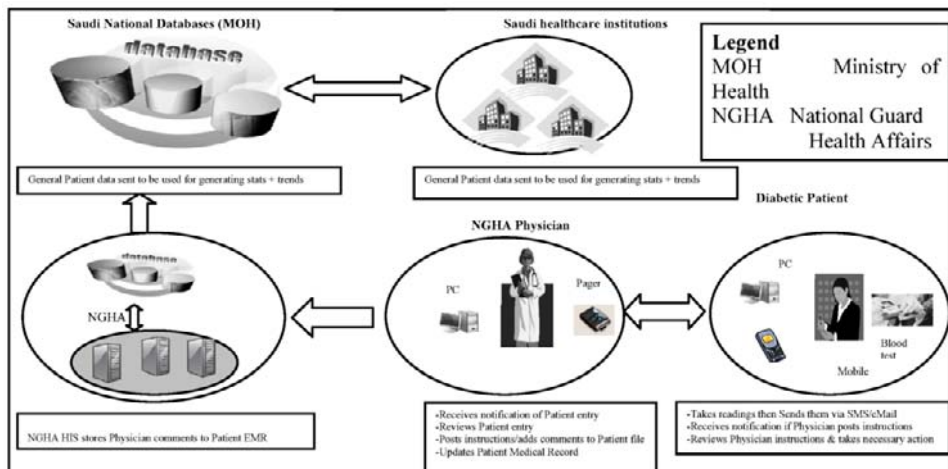 Saudi National Databases (MOH)
database
Saudi healthcare institutions
Legend
MOH Ministry of
Health
NGHA National Guard
Health Affairs
General Patient data sent to be used for generating stats + trends
General Patient data sent to be used for generating stats + trends
Diabetic Patient
NGHA Physician
database
NGHA
PC
Pager
PC
Blood
test
Mobile
NGHA HIS stores Physician comments to Patient EMR
-Receives notification of Patient entry
-Reviews Patient entry
-Posts instructions/adds comments to Patient file
-Updates Patient Medical Record
-Takes readings then Sends them via SMS/eMail
-Receives notification if Physician posts instructions
-Reviews Physician instructions & takes necessary action